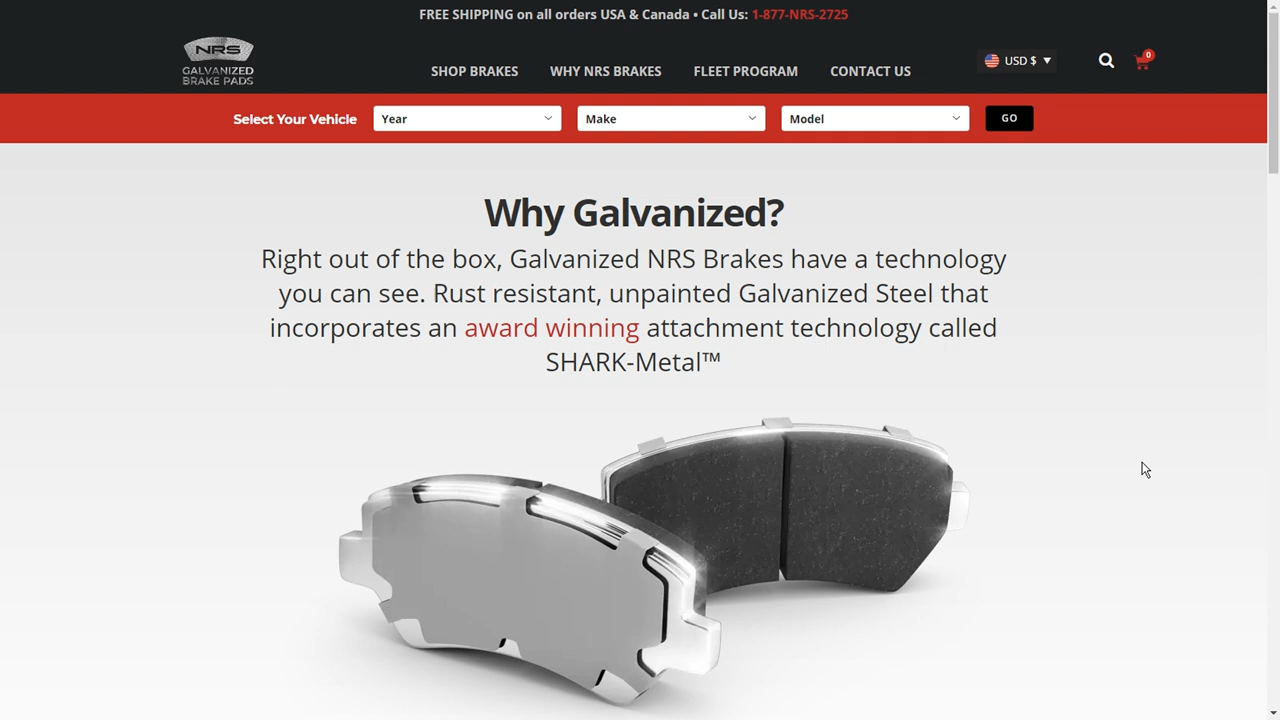 FREE SHIPPING on all orders USA & Canada • Call Us: 1-877-NRS-2725
NRS
GALVANIZED
BRAKE PADS
SHOP BRAKES
WHY NRS BRAKES
FLEET PROGRAM
CONTACT US
USD $
0
Select Your Vehicle
Year
Make
Model
GO
Why Galvanized?
Right out of the box, Galvanized NRS Brakes have a technology
you can see. Rust resistant, unpainted Galvanized Steel that
incorporates an award winning attachment technology called
SHARK-Metal™